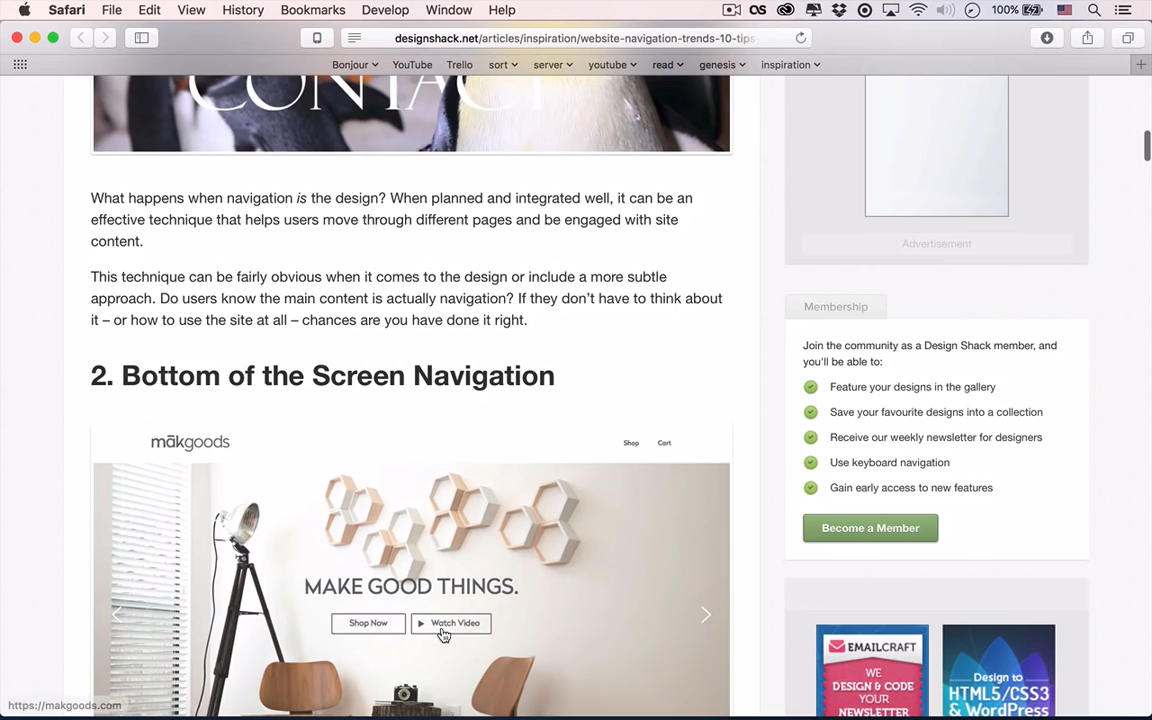 Safari File Edit View History Bookmarks Develop Window Help 100%
designshack.net/articles/inspiration/website-navigation-trends-10-tips-
Bonjour YouTube Trello sort server youtube read genesis inspiration
CONTACT
What happens when navigation is the design? When planned and integrated well, it can be an
effective technique that helps users move through different pages and be engaged with site
content.
This technique can be fairly obvious when it comes to the design or include a more subtle
approach. Do users know the main content is actually navigation? If they don’t have to think about
it – or how to use the site at all – chances are you have done it right.
2. Bottom of the Screen Navigation
mākgoods
Shop Cart
MAKE GOOD THINGS.
Shop Now Watch Video
https://makgoods.com
Advertisement
Membership
Join the community as a Design Shack member, and
you'll be able to:
Feature your designs in the gallery
Save your favourite designs into a collection
Receive our weekly newsletter for designers
Use keyboard navigation
Gain early access to new features
Become a Member
EMAILCRAFT
WE
DESIGN & CODE
YOUR
NEWSLETTER
Design to
HTML5/CSS3
& WordPress